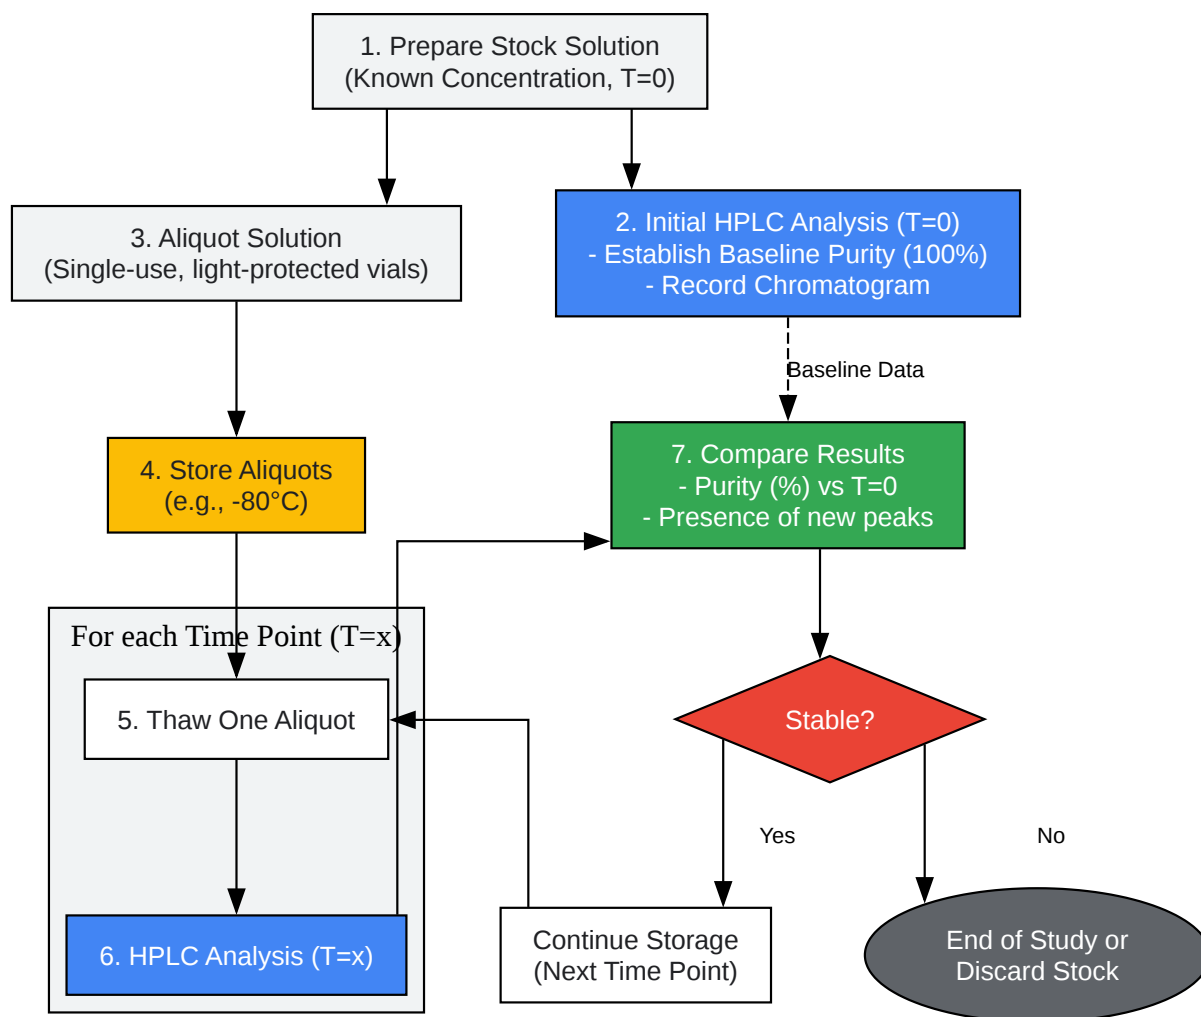 1. Prepare Stock Solution
(Known Concentration, T=0)
2. Initial HPLC Analysis (T=0)
- Establish Baseline Purity (100%)
- Record Chromatogram
3. Aliquot Solution
(Single-use, light-protected vials)
Baseline Data
4. Store Aliquots
(e.g., -80°C)
7. Compare Results
- Purity (%) vs T=0
- Presence of new peaks
For each Time Point (T=x)
5. Thaw One Aliquot
Stable?
Yes
No
6. HPLC Analysis (T=x)
Continue Storage
(Next Time Point)
End of Study or
Discard Stock